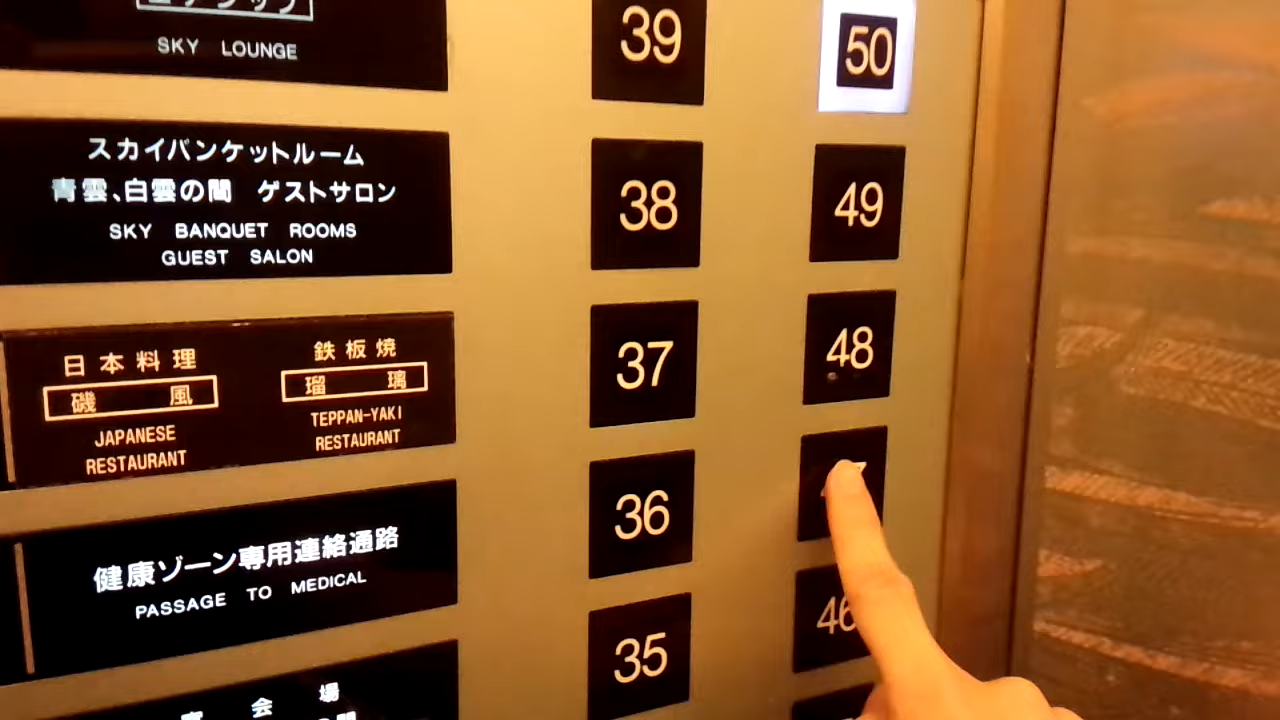 SKY LOUNGE
スカイバンケットルーム
青雲、白雲の間 ゲストサロン
SKY BANQUET ROOMS
GUEST SALON
日本料理
磯風
JAPANESE
RESTAURANT
鉄板焼
瑠璃
TEPPAN-YAKI
RESTAURANT
健康ゾーン専用連絡通路
PASSAGE TO MEDICAL
会場
39
38
37
36
35
50
49
48
46